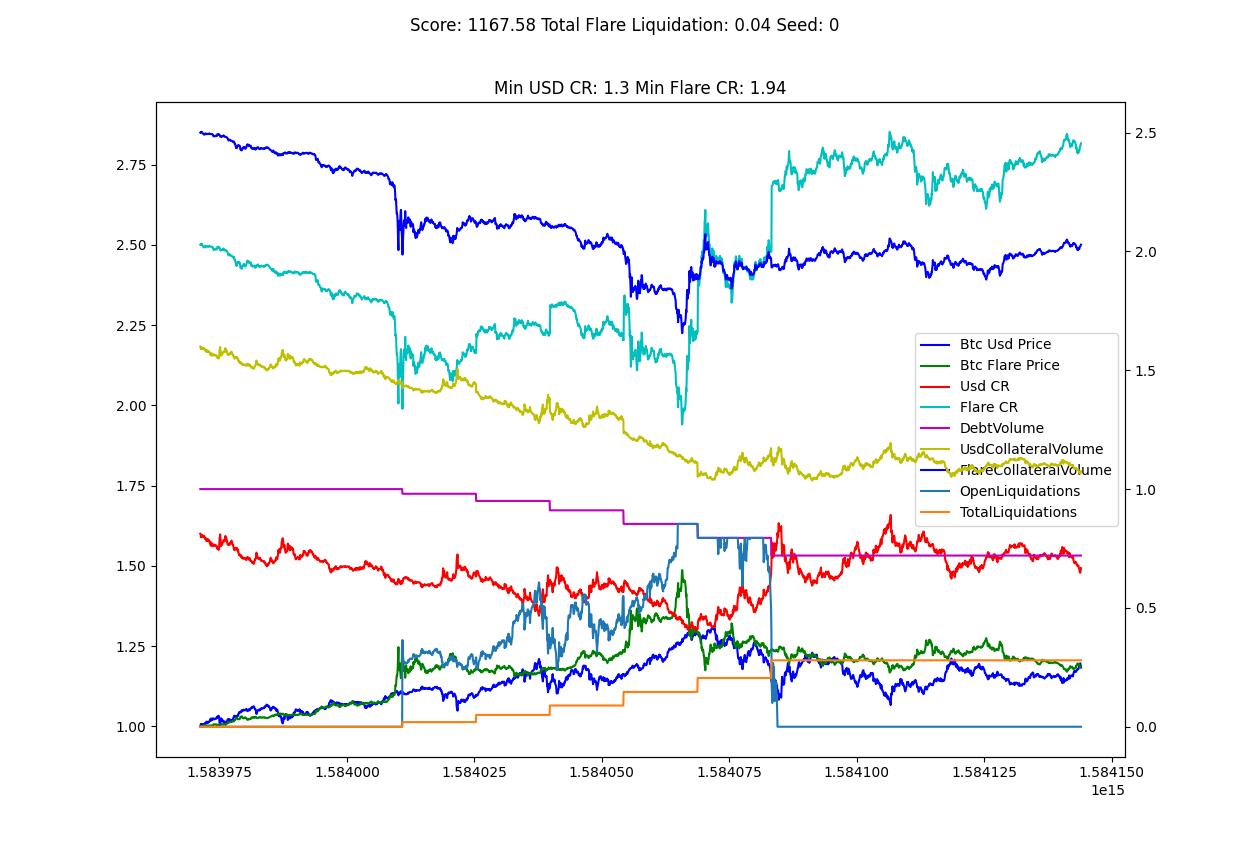 Score: 1167.58 Total Flare Liquidation: 0.04 Seed: 0
Min USD CR: 1.3 Min Flare CR: 1.94
2.75
2.50
2.25
2.00
1.75
1.50
1.25
1.00
2.5
2.0
1.5
1.0
0.5
0.0
Btc Usd Price
Btc Flare Price
Usd CR
Flare CR
DebtVolume
UsdCollateralVolume
FlareCollateralVolume
OpenLiquidations
TotalLiquidations
1.583975 1.584000 1.584025 1.584050 1.584075 1.584100 1.584125 1.584150
1e15